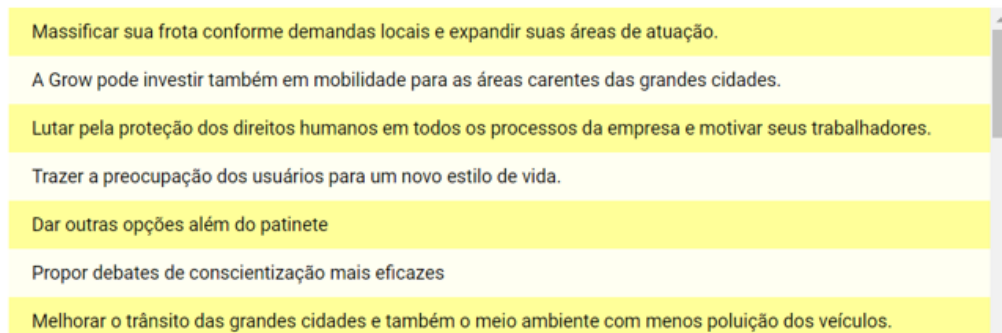 Massificar sua frota conforme demandas locais e expandir suas áreas de atuação.
A Grow pode investir também em mobilidade para as áreas carentes das grandes cidades.
Lutar pela proteção dos direitos humanos em todos os processos da empresa e motivar seus trabalhadores.
Trazer a preocupação dos usuários para um novo estilo de vida.
Dar outras opções além do patinete
Propor debates de conscientização mais eficazes
Melhorar o trânsito das grandes cidades e também o meio ambiente com menos poluição dos veículos.